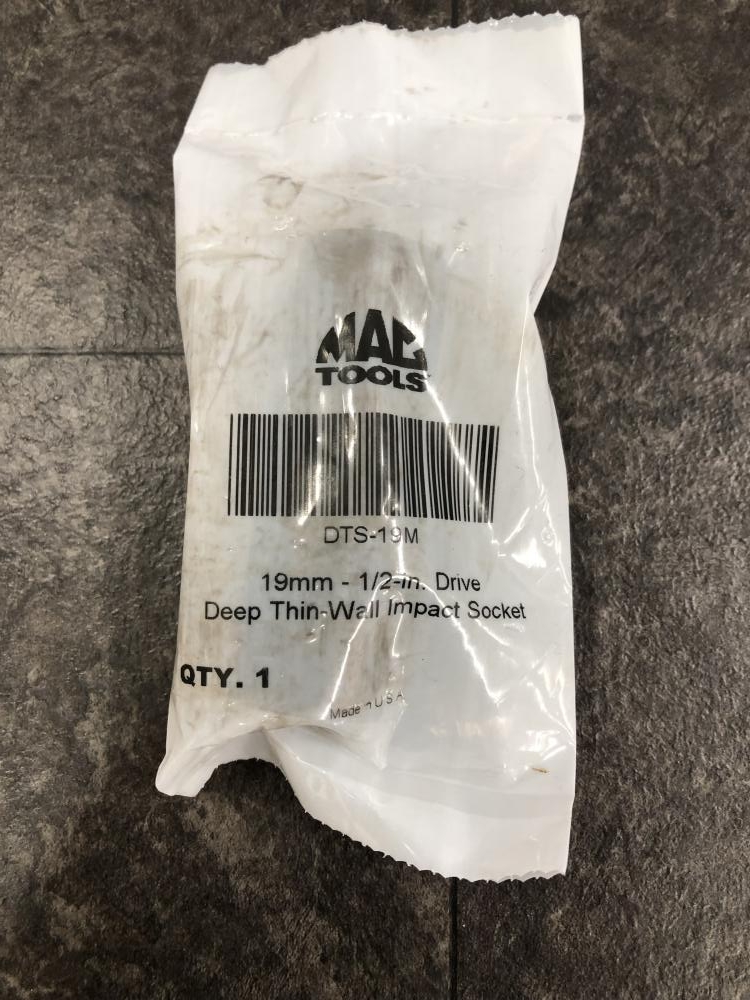 MAC
TOOLS
DTS-19M
19mm - 1/2-in. Drive
Deep Thin-Wall Impact Socket
QTY. 1
Made in U S A